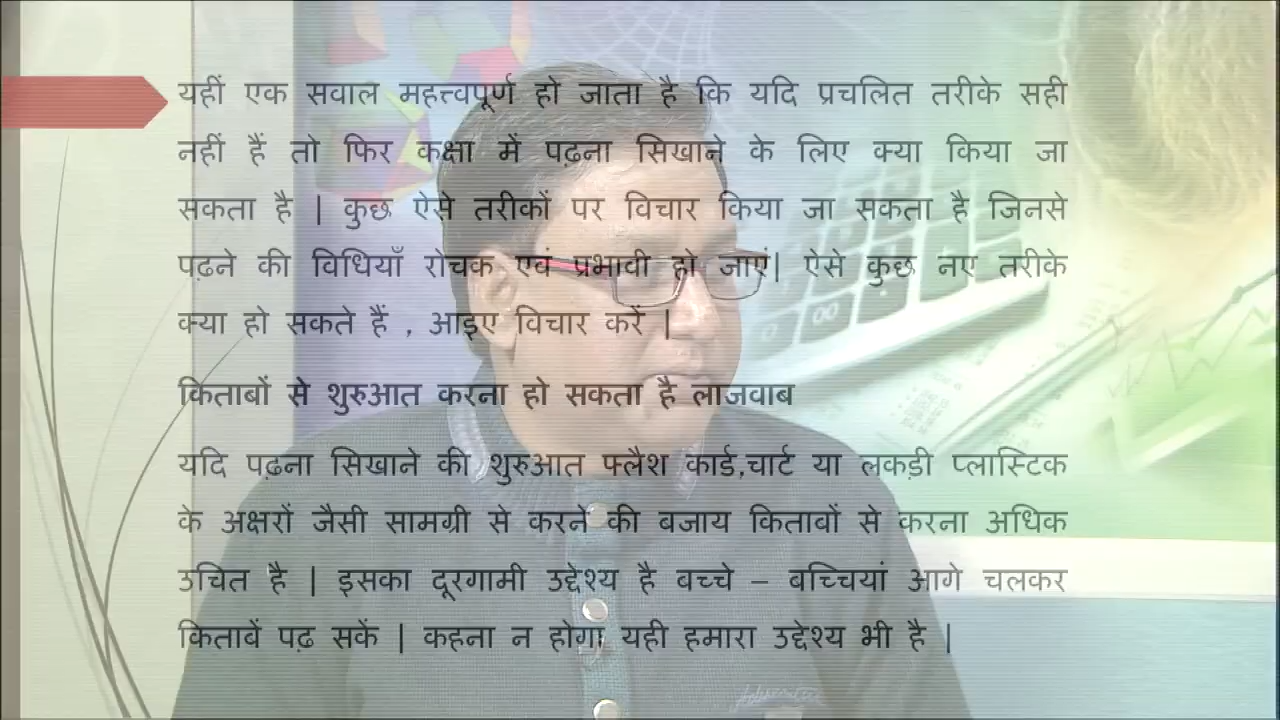 यहीं एक सवाल महत्त्वपूर्ण हो जाता है कि यदि प्रचलित तरीके सही
नहीं हैं तो फिर कक्षा में पढ़ना सिखाने के लिए क्या किया जा
सकता है | कुछ ऐसे तरीकों पर विचार किया जा सकता है जिनसे
पढ़ने की विधियाँ रोचक एवं प्रभावी हो जाएं| ऐसे कुछ नए तरीके
क्या हो सकते हैं , आइए विचार करें |
किताबों से शुरुआत करना हो सकता है लाजवाब
यदि पढ़ना सिखाने की शुरुआत फ्लैश कार्ड,चार्ट या लकड़ी प्लास्टिक
के अक्षरों जैसी सामग्री से करने की बजाय किताबों से करना अधिक
उचित है | इसका दूरगामी उद्देश्य है बच्चे – बच्चियां आगे चलकर
किताबें पढ़ सकें | कहना न होगा यही हमारा उद्देश्य भी है |